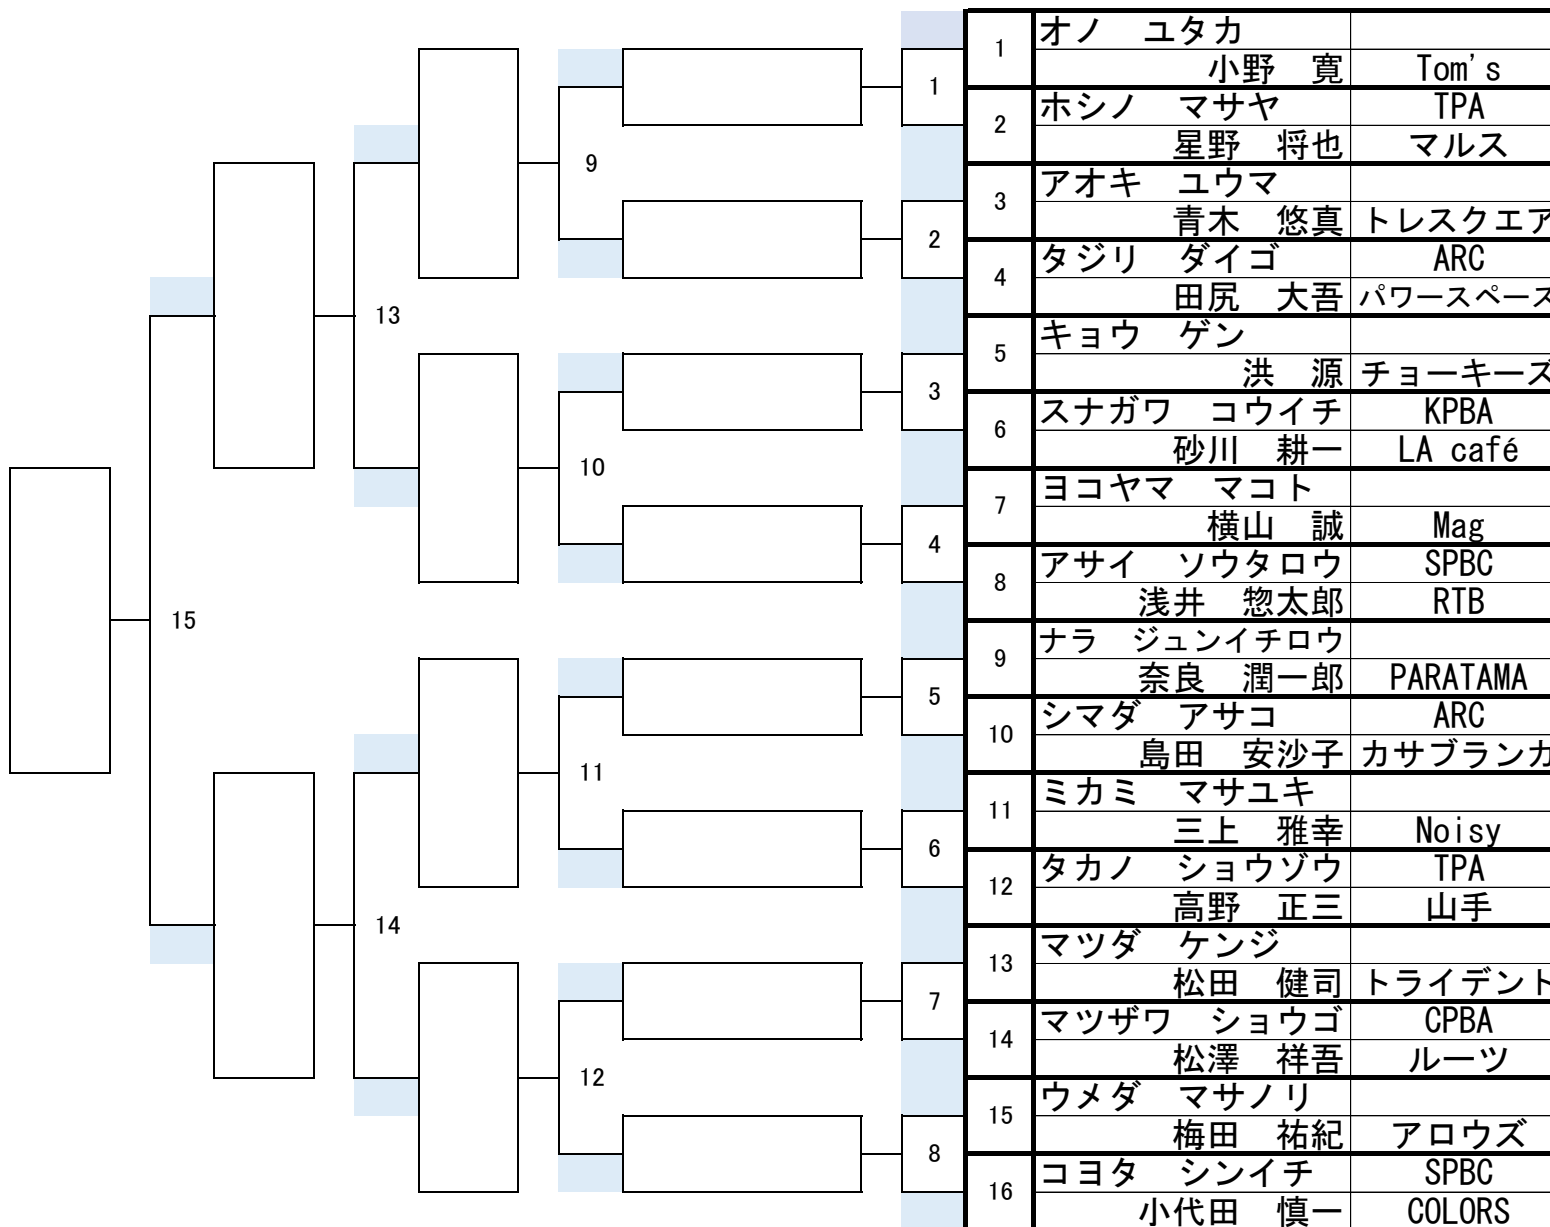 1 オノ ユタカ
小野 寛 Tom's
2 ホシノ マサヤ TPA
星野 将也 マルス
3 アオキ ユウマ
青木 悠真 トレスクエア
4 タジリ ダイゴ ARC
田尻 大吾 パワースペース
5 キョウ ゲン
洪 源 チョーキーズ
6 スナガワ コウイチ KPBA
砂川 耕一 LA café
7 ヨコヤマ マコト
横山 誠 Mag
8 アサイ ソウタロウ SPBC
浅井 惣太郎 RTB
9 ナラ ジュンイチロウ
奈良 潤一郎 PARATAMA
10 シマダ アサコ ARC
島田 安沙子 カサブランカ
11 ミカミ マサユキ
三上 雅幸 Noisy
12 タカノ ショウゾウ TPA
高野 正三 山手
13 マツダ ケンジ
松田 健司 トライデント
14 マツザワ ショウゴ CPBA
松澤 祥吾 ルーツ
15 ウメダ マサノリ
梅田 祐紀 アロウズ
16 コヨタ シンイチ SPBC
小代田 慎一 COLORS
1
2
3
4
5
6
7
8
9
10
11
12
13
14
15